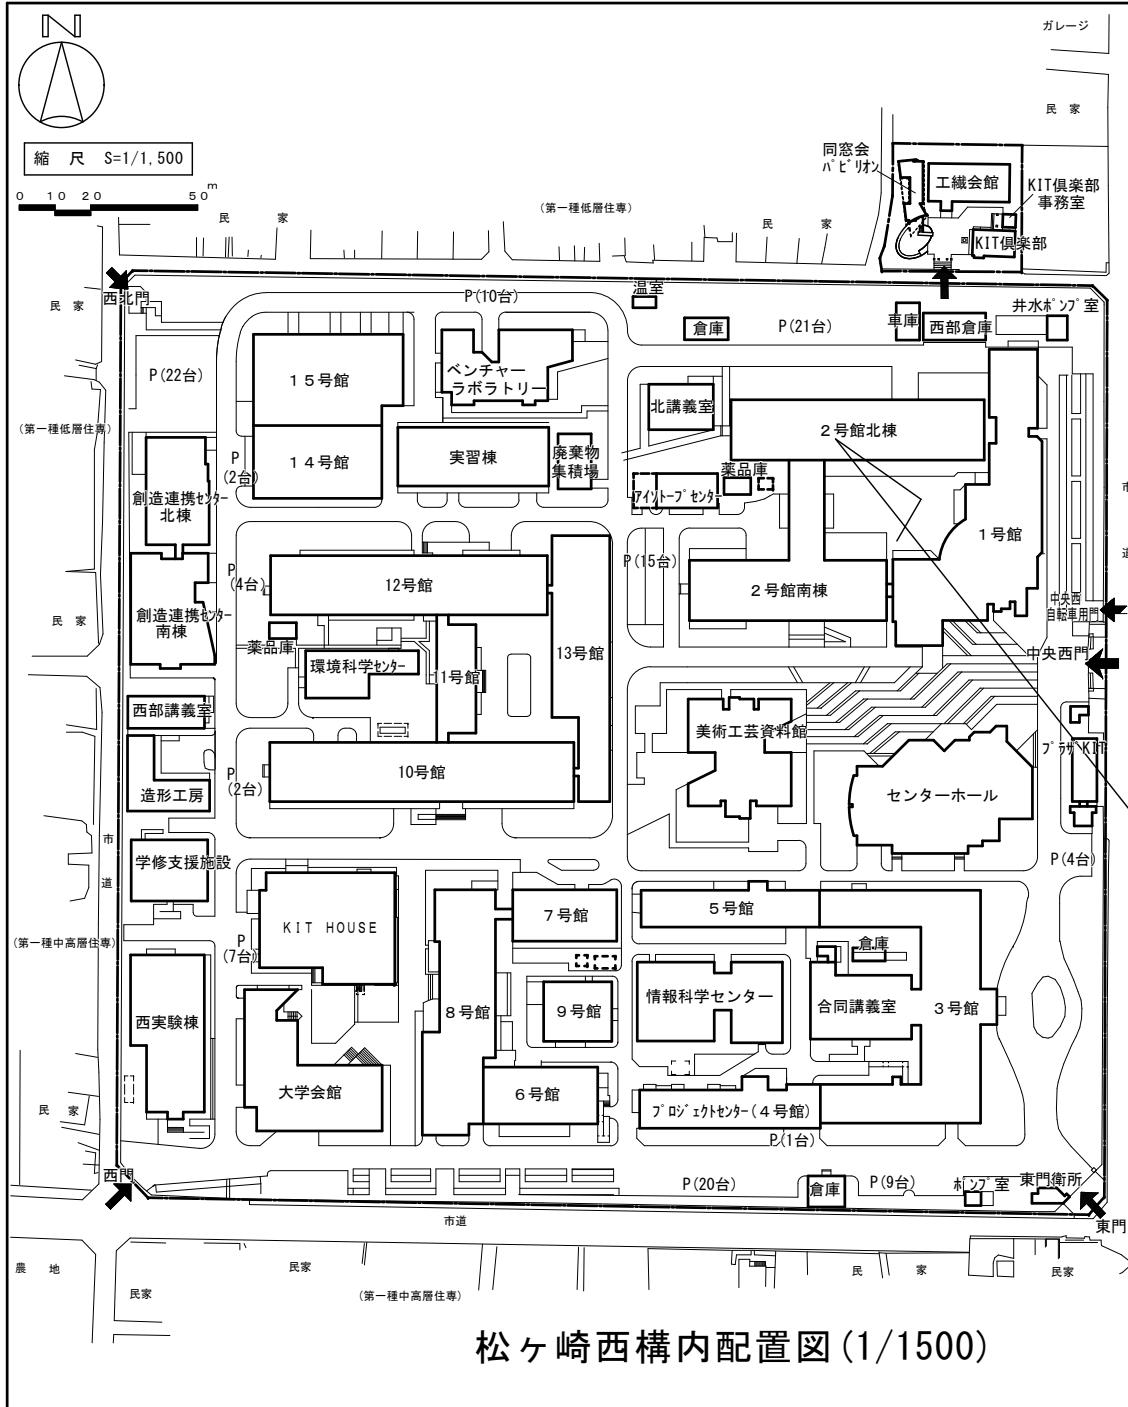 N
ガレージ
民 家
縮 尺 S=1/1,500
0 10 20 50 m
同窓会
パビリオン
工繊会館
KIT倶楽部
事務室
KIT倶楽部
民 家
(第一種低層住専)
民 家
西北門
民 家
P(10台)
温室
倉庫
P(21台)
車庫
西部倉庫
井水ポンプ室
P(22台)
15号館
ベンチャー
ラボラトリー
北講義室
2号館北棟
(第一種低層住専)
14号館
P
(2台)
実習棟
廃棄物
集積場
薬品庫
アイソトープセンター
創造連携センター
北棟
1号館
市
道
P
(4台)
12号館
P(15台)
2号館南棟
中央西
自転車用門
創造連携センター
南棟
民 家
薬品庫
環境科学センター
11号館
13号館
中央西門
西部講義室
美術工芸資料館
プラザKIT
P
(2台)
10号館
造形工房
センターホール
市
道
学修支援施設
P(4台)
KIT HOUSE
7号館
5号館
(第一種中高層住専)
P
(7台)
倉庫
西実験棟
8号館
9号館
情報科学センター
合同講義室
3号館
大学会館
6号館
プロジェクトセンター(4号館)
民 家
P(1台)
西門
P(20台)
倉庫
P(9台)
ポンプ室
東門衛所
市道
東門
農 地
民家
民 家
民家
民家
(第一種中高層住専)
松ヶ崎西構内配置図(1/1500)